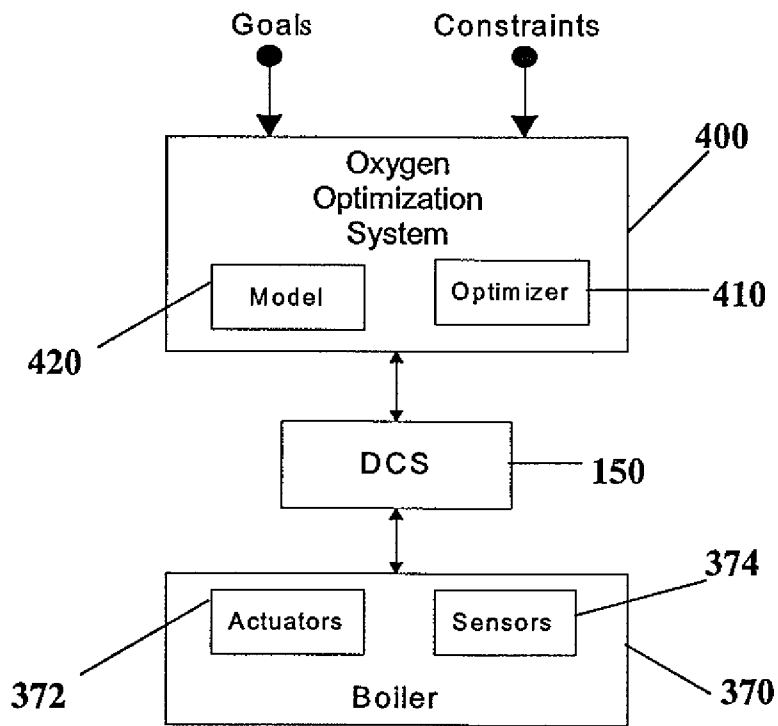 Goals
Constraints
400
Oxygen
Optimization
System
Model
Optimizer
410
420
DCS
150
374
Actuators
Sensors
372
Boiler
370